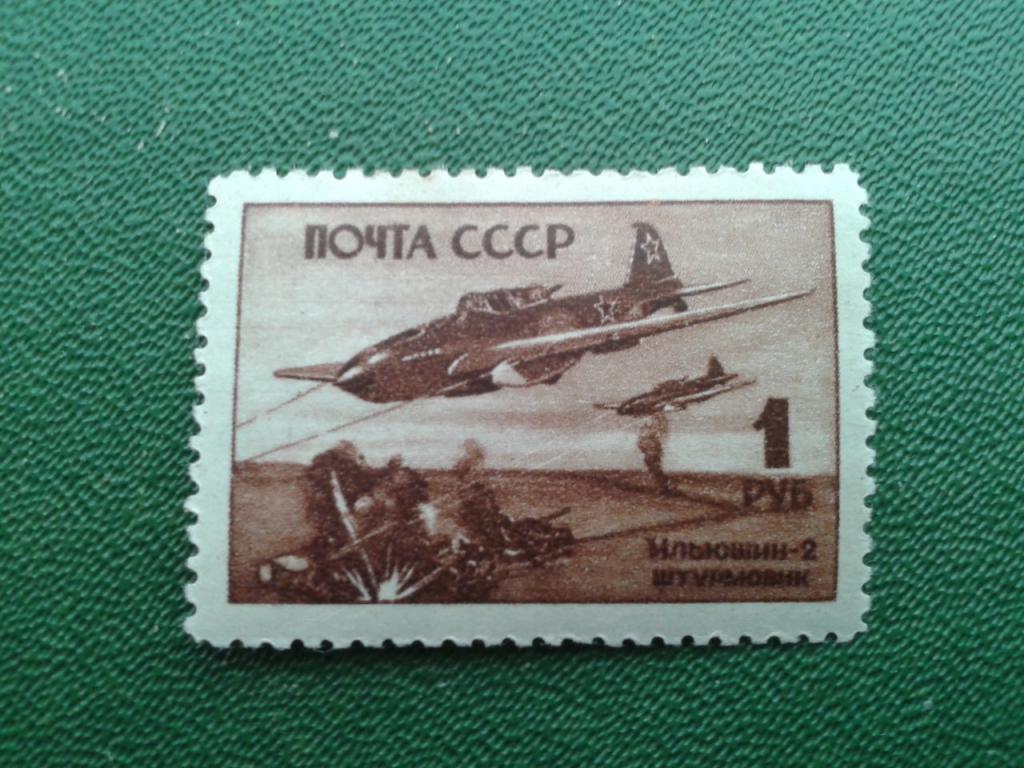 ПОЧТА СССР
1
РУБ
Ильюшин-2
штурмовик